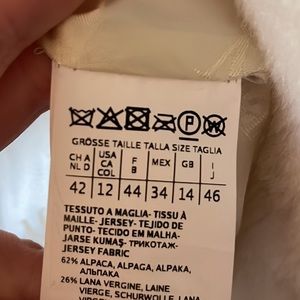 P W
GRÖSSE TAILLE TALLA SIZE TAGLIA
CH A NL D USA CA COL F B MEX GB I J
42 12 44 34 14 46
TESSUTO A MAGLIA- TISSU À
MAILLE- JERSEY- TEJIDO DE
PUNTO- TECIDO EM MALHA-
JARSE KUMAŞ- ТРИКОТАЖ-
JERSEY FABRIC
62% ALPACA, ALPAGA, ALPAKA,
АЛЬПАКА
26% LANA VERGINE, LAINE
VIERGE, SCHURWOLLE, LANA